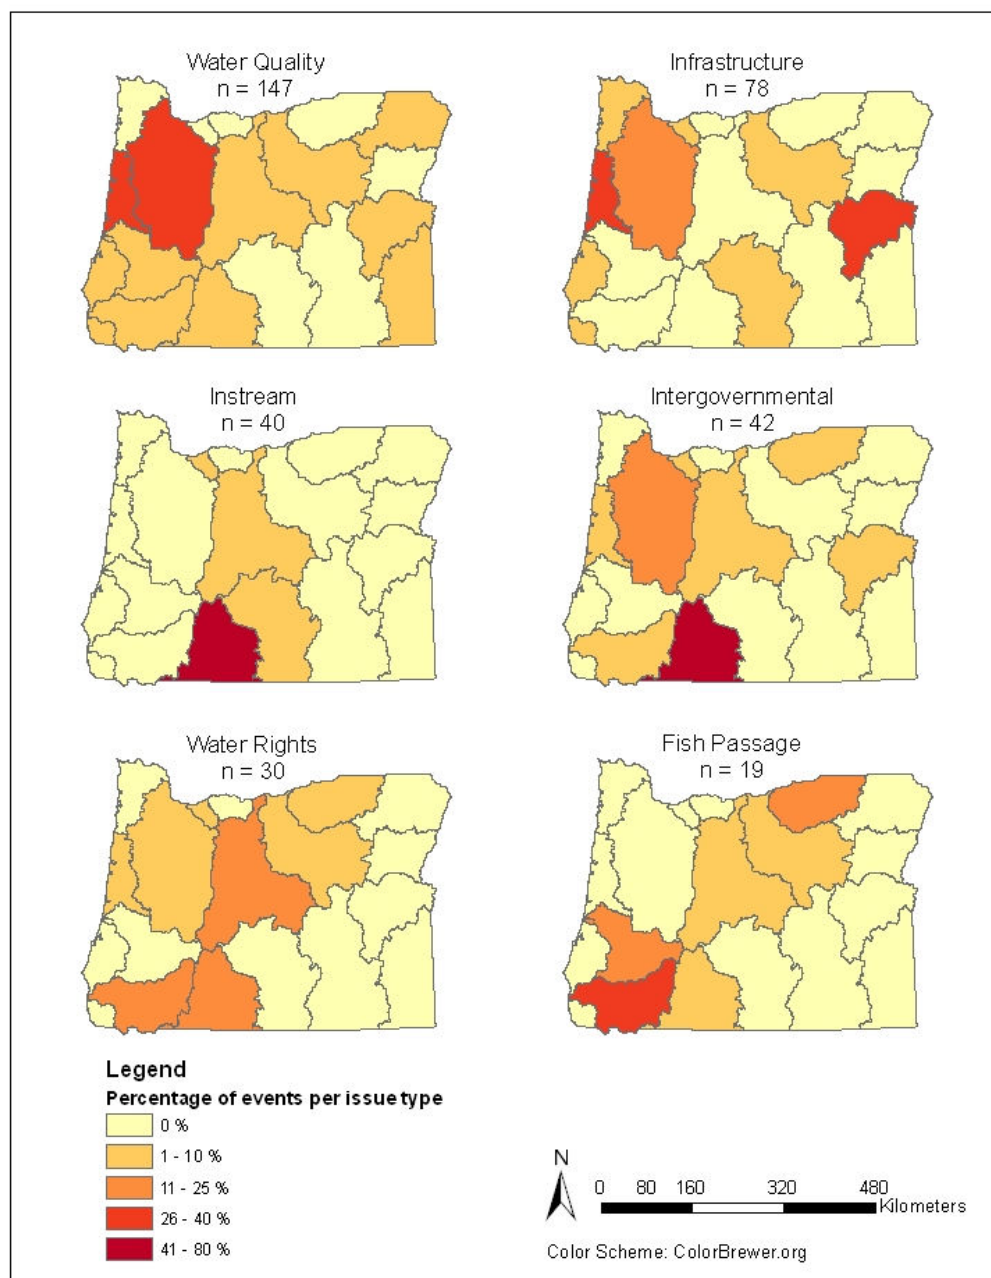 Water Quality
n = 147
Infrastructure
n = 78
Instream
n = 40
Intergovernmental
n = 42
Water Rights
n = 30
Fish Passage
n = 19
Legend
Percentage of events per issue type
0 %
1 - 10 %
11 - 25 %
26 - 40 %
41 - 80 %
N
0 80 160 320 480
Kilometers
Color Scheme: ColorBrewer.org